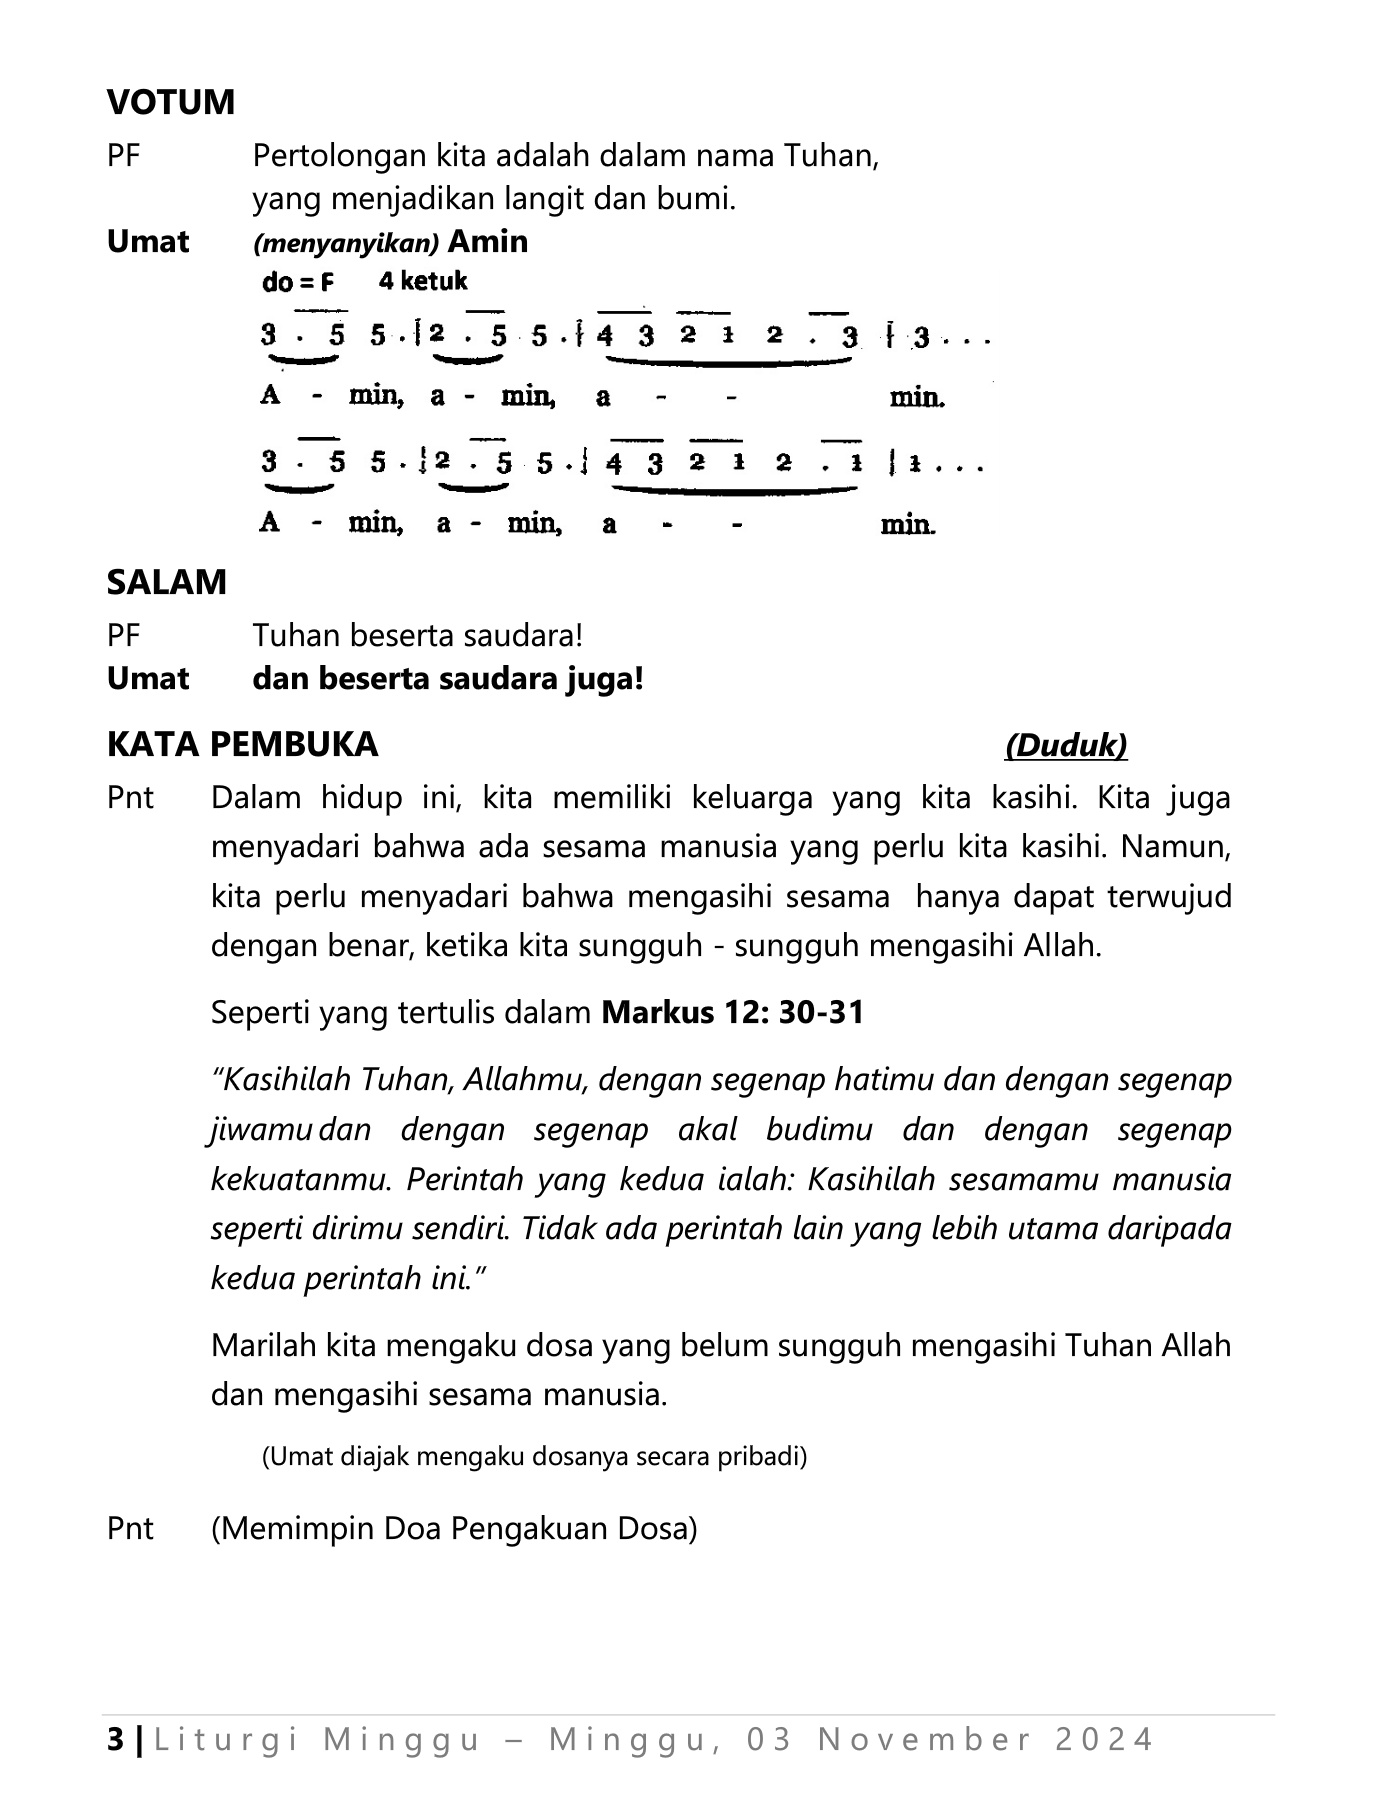 VOTUM
PF Pertolongan kita adalah dalam nama Tuhan,
yang menjadikan langit dan bumi.
Umat (menyanyikan) Amin
do = F 4 ketuk
3 . 5 5 . | 2 . 5 5 . | 4 3 2 1 2 . 3 | 3 . . .
A - min, a - min, a - - min.
3 . 5 5 . | 2 . 5 5 . | 4 3 2 1 2 . 1 | 1 . . .
A - min, a - min, a - - min.
SALAM
PF Tuhan beserta saudara!
Umat dan beserta saudara juga!
KATA PEMBUKA (Duduk)
Pnt Dalam hidup ini, kita memiliki keluarga yang kita kasihi. Kita juga
menyadari bahwa ada sesama manusia yang perlu kita kasihi. Namun,
kita perlu menyadari bahwa mengasihi sesama hanya dapat terwujud
dengan benar, ketika kita sungguh - sungguh mengasihi Allah.
Seperti yang tertulis dalam Markus 12: 30-31
“Kasihilah Tuhan, Allahmu, dengan segenap hatimu dan dengan segenap
jiwamu dan dengan segenap akal budimu dan dengan segenap
kekuatanmu. Perintah yang kedua ialah: Kasihilah sesamamu manusia
seperti dirimu sendiri. Tidak ada perintah lain yang lebih utama daripada
kedua perintah ini.”
Marilah kita mengaku dosa yang belum sungguh mengasihi Tuhan Allah
dan mengasihi sesama manusia.
(Umat diajak mengaku dosanya secara pribadi)
Pnt (Memimpin Doa Pengakuan Dosa)
3 | Liturgi Minggu – Minggu, 03 November 2024